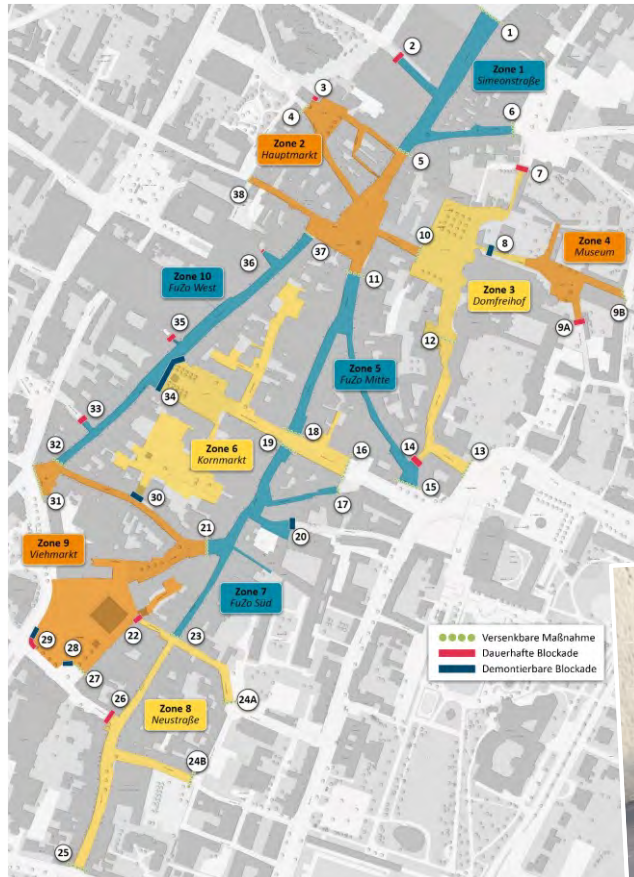 1
2
Zone 1
Simeonstraße
3
4
6
Zone 2
Hauptmarkt
5
7
38
10
8
Zone 4
Museum
36
37
11
Zone 10
FuZo West
Zone 3
Domfreihof
9A
9B
35
12
34
Zone 5
FuZo Mitte
33
18
32
19
Zone 6
Kornmarkt
16
14
13
31
30
17
15
21
20
Zone 9
Viehmarkt
Zone 7
FuZo Süd
29
28
22
23
27
26
Zone 8
Neustraße
24A
24B
25
Versenkbare Maßnahme
Dauerhafte Blockade
Demontierbare Blockade